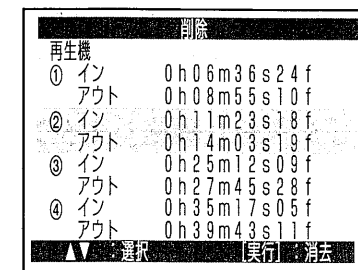 削除
再生機
① イン 0h06m36s24f
アウト 0h08m55s10f
② イン 0h11m23s18f
アウト 0h14m03s19f
③ イン 0h25m12s09f
アウト 0h27m45s28f
④ イン 0h35m17s05f
アウト 0h39m43s11f
▲▼ :選択 [実行] :消去